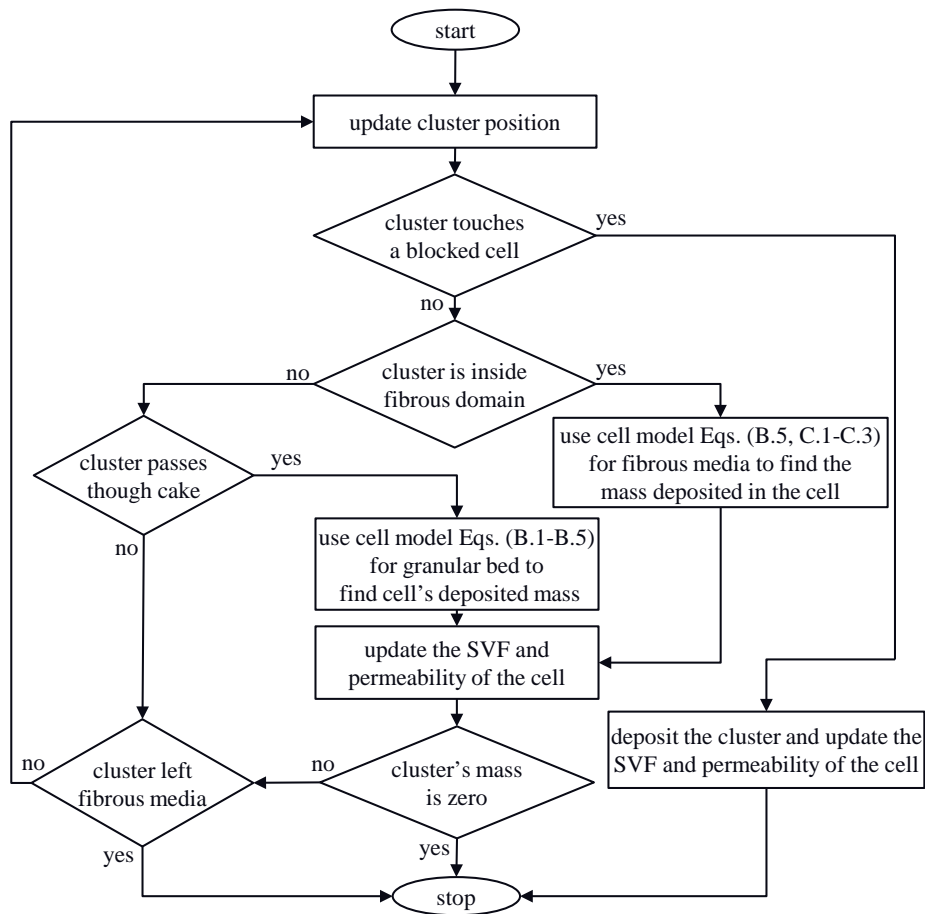 start
update cluster position
cluster touches
a blocked cell
yes
no
cluster is inside
fibrous domain
no
yes
cluster passes
though cake
yes
no
use cell model Eqs. (B.5, C.1-C.3)
for fibrous media to find the
mass deposited in the cell
use cell model Eqs. (B.1-B.5)
for granular bed to
find cell’s deposited mass
update the SVF and
permeability of the cell
deposit the cluster and update the
SVF and permeability of the cell
cluster left
fibrous media
no
yes
cluster’s mass
is zero
no
yes
stop